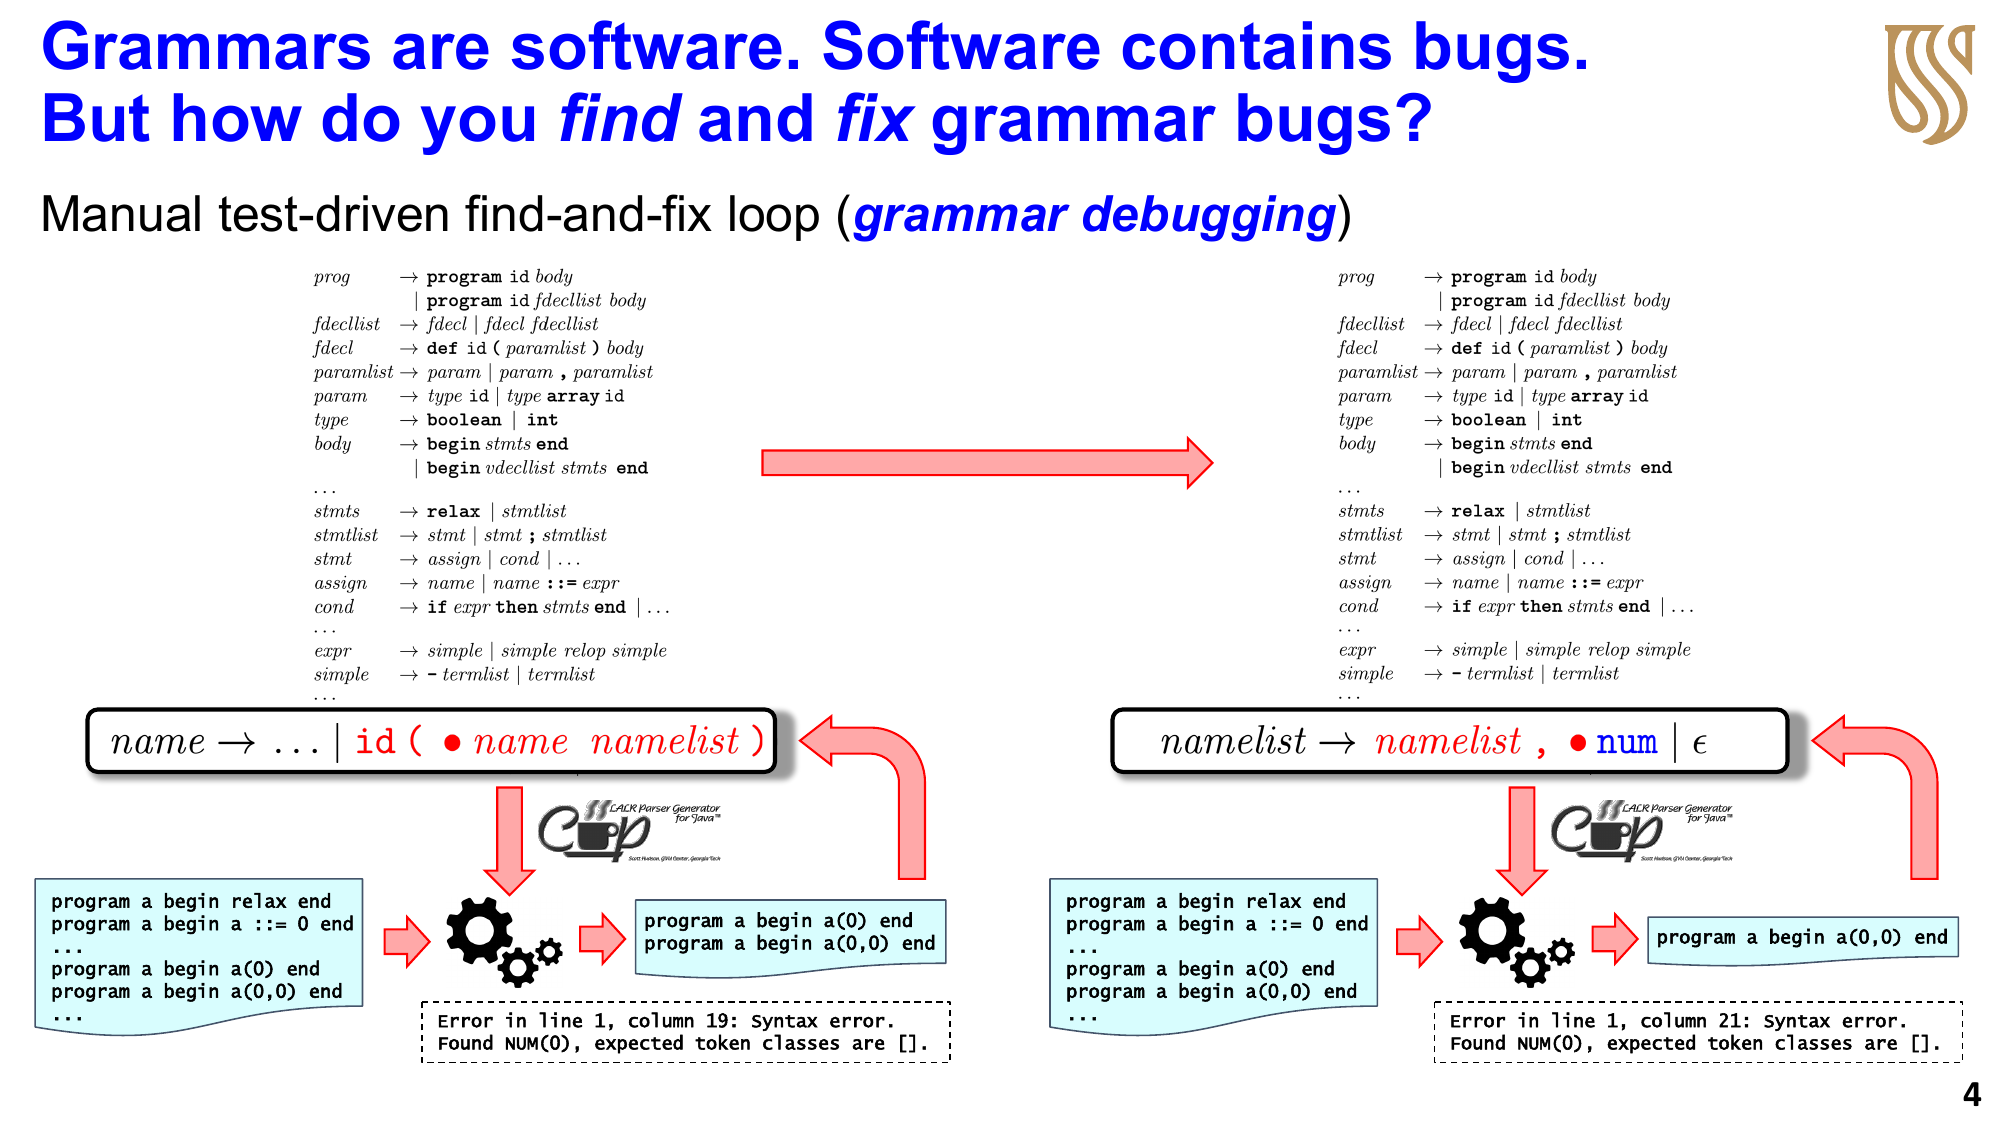 Grammars are software. Software contains bugs.
But how do you find and fix grammar bugs?
Manual test-driven find-and-fix loop (grammar debugging)
prog → program id body
| program id fdecllist body
fdecllist → fdecl | fdecl fdecllist
fdecl → def id ( paramlist ) body
paramlist → param | param , paramlist
param → type id | type array id
type → boolean | int
body → begin stmts end
| begin vdecllist stmts end
...
stmts → relax | stmtlist
stmtlist → stmt | stmt ; stmtlist
stmt → assign | cond | ...
assign → name | name ::= expr
cond → if expr then stmts end | ...
...
expr → simple | simple relop simple
simple → - termlist | termlist
...
name → ... | id ( • name namelist )
LALR Parser Generator
for Java™
Cup
Scott Hudson, GVU Center, Georgia Tech
program a begin relax end
program a begin a ::= 0 end
...
program a begin a(0) end
program a begin a(0,0) end
...
program a begin a(0) end
program a begin a(0,0) end
Error in line 1, column 19: Syntax error.
Found NUM(0), expected token classes are [].
prog → program id body
| program id fdecllist body
fdecllist → fdecl | fdecl fdecllist
fdecl → def id ( paramlist ) body
paramlist → param | param , paramlist
param → type id | type array id
type → boolean | int
body → begin stmts end
| begin vdecllist stmts end
...
stmts → relax | stmtlist
stmtlist → stmt | stmt ; stmtlist
stmt → assign | cond | ...
assign → name | name ::= expr
cond → if expr then stmts end | ...
...
expr → simple | simple relop simple
simple → - termlist | termlist
...
namelist → namelist , • num | ϵ
LALR Parser Generator
for Java™
Cup
Scott Hudson, GVU Center, Georgia Tech
program a begin relax end
program a begin a ::= 0 end
...
program a begin a(0) end
program a begin a(0,0) end
...
program a begin a(0,0) end
Error in line 1, column 21: Syntax error.
Found NUM(0), expected token classes are [].
4